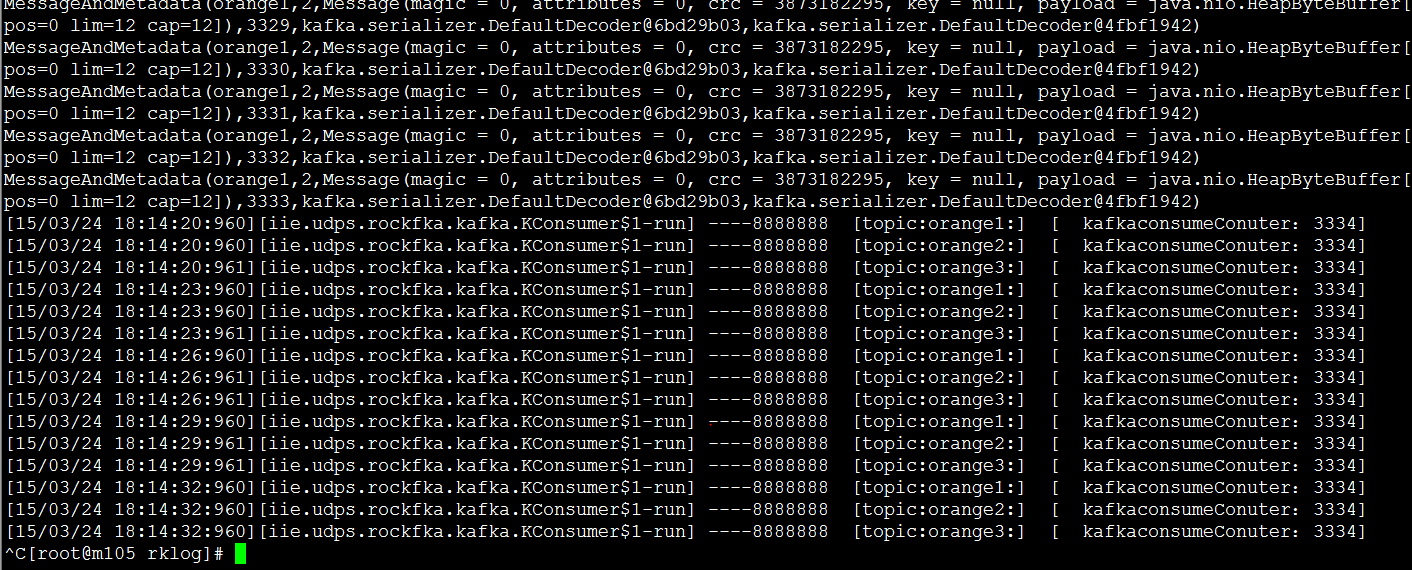 MessageAndMetadata(orange1,2,Message(magic = 0, attributes = 0, crc = 3873182295, key = null, payload = java.nio.HeapByteBuffer[
pos=0 lim=12 cap=12]),3329,kafka.serializer.DefaultDecoder@6bd29b03,kafka.serializer.DefaultDecoder@4fbf1942)
MessageAndMetadata(orange1,2,Message(magic = 0, attributes = 0, crc = 3873182295, key = null, payload = java.nio.HeapByteBuffer[
pos=0 lim=12 cap=12]),3330,kafka.serializer.DefaultDecoder@6bd29b03,kafka.serializer.DefaultDecoder@4fbf1942)
MessageAndMetadata(orange1,2,Message(magic = 0, attributes = 0, crc = 3873182295, key = null, payload = java.nio.HeapByteBuffer[
pos=0 lim=12 cap=12]),3331,kafka.serializer.DefaultDecoder@6bd29b03,kafka.serializer.DefaultDecoder@4fbf1942)
MessageAndMetadata(orange1,2,Message(magic = 0, attributes = 0, crc = 3873182295, key = null, payload = java.nio.HeapByteBuffer[
pos=0 lim=12 cap=12]),3332,kafka.serializer.DefaultDecoder@6bd29b03,kafka.serializer.DefaultDecoder@4fbf1942)
MessageAndMetadata(orange1,2,Message(magic = 0, attributes = 0, crc = 3873182295, key = null, payload = java.nio.HeapByteBuffer[
pos=0 lim=12 cap=12]),3333,kafka.serializer.DefaultDecoder@6bd29b03,kafka.serializer.DefaultDecoder@4fbf1942)
[15/03/24 18:14:20:960][iie.udps.rockfka.kafka.KConsumer$1-run] ----8888888  [topic:orange1:]  [  kafkaconsumeConuter：3334]
[15/03/24 18:14:20:960][iie.udps.rockfka.kafka.KConsumer$1-run] ----8888888  [topic:orange2:]  [  kafkaconsumeConuter：3334]
[15/03/24 18:14:20:961][iie.udps.rockfka.kafka.KConsumer$1-run] ----8888888  [topic:orange3:]  [  kafkaconsumeConuter：3334]
[15/03/24 18:14:23:960][iie.udps.rockfka.kafka.KConsumer$1-run] ----8888888  [topic:orange1:]  [  kafkaconsumeConuter：3334]
[15/03/24 18:14:23:960][iie.udps.rockfka.kafka.KConsumer$1-run] ----8888888  [topic:orange2:]  [  kafkaconsumeConuter：3334]
[15/03/24 18:14:23:961][iie.udps.rockfka.kafka.KConsumer$1-run] ----8888888  [topic:orange3:]  [  kafkaconsumeConuter：3334]
[15/03/24 18:14:26:960][iie.udps.rockfka.kafka.KConsumer$1-run] ----8888888  [topic:orange1:]  [  kafkaconsumeConuter：3334]
[15/03/24 18:14:26:961][iie.udps.rockfka.kafka.KConsumer$1-run] ----8888888  [topic:orange2:]  [  kafkaconsumeConuter：3334]
[15/03/24 18:14:26:961][iie.udps.rockfka.kafka.KConsumer$1-run] ----8888888  [topic:orange3:]  [  kafkaconsumeConuter：3334]
[15/03/24 18:14:29:960][iie.udps.rockfka.kafka.KConsumer$1-run] ----8888888  [topic:orange1:]  [  kafkaconsumeConuter：3334]
[15/03/24 18:14:29:961][iie.udps.rockfka.kafka.KConsumer$1-run] ----8888888  [topic:orange2:]  [  kafkaconsumeConuter：3334]
[15/03/24 18:14:29:961][iie.udps.rockfka.kafka.KConsumer$1-run] ----8888888  [topic:orange3:]  [  kafkaconsumeConuter：3334]
[15/03/24 18:14:32:960][iie.udps.rockfka.kafka.KConsumer$1-run] ----8888888  [topic:orange1:]  [  kafkaconsumeConuter：3334]
[15/03/24 18:14:32:960][iie.udps.rockfka.kafka.KConsumer$1-run] ----8888888  [topic:orange2:]  [  kafkaconsumeConuter：3334]
[15/03/24 18:14:32:960][iie.udps.rockfka.kafka.KConsumer$1-run] ----8888888  [topic:orange3:]  [  kafkaconsumeConuter：3334]
^C[root@m105 rklog]#